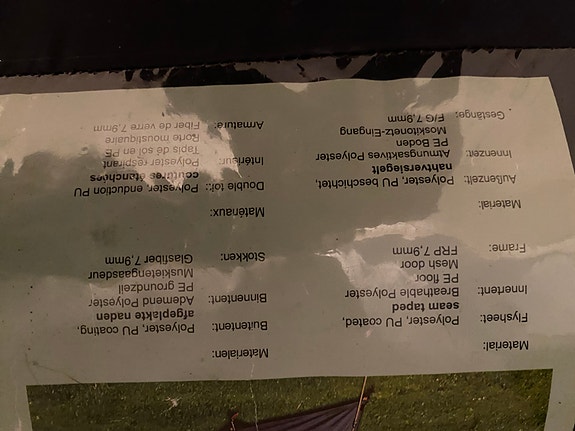 Material:
Flysheet: Polyester, PU coated,
seam taped
Innertent: Breathable Polyester
PE floor
Mesh door
Frame: FRP 7,9mm
Materialen:
Buitentent: Polyester, PU coating,
afgeplakte naden
Binnentent: Ademend Polyester
PE groundzeil
Muskietengaasdeur
Stokken: Glasfiber 7,9mm
Material:
Außenzelt: Polyester, PU beschichtet,
nahtversiegelt
Innenzelt: Atmungsaktives Polyester
PE Boden
Moskitonetz-Eingang
Gestänge: F/G 7,9mm
Matériaux:
Double toit: Polyester, enduction PU
coutures étanchées
Intérieur: Polyester respirant
Tapis de sol en PE
Porte moustiquaire
Armature: Fiber de verre 7,9mm